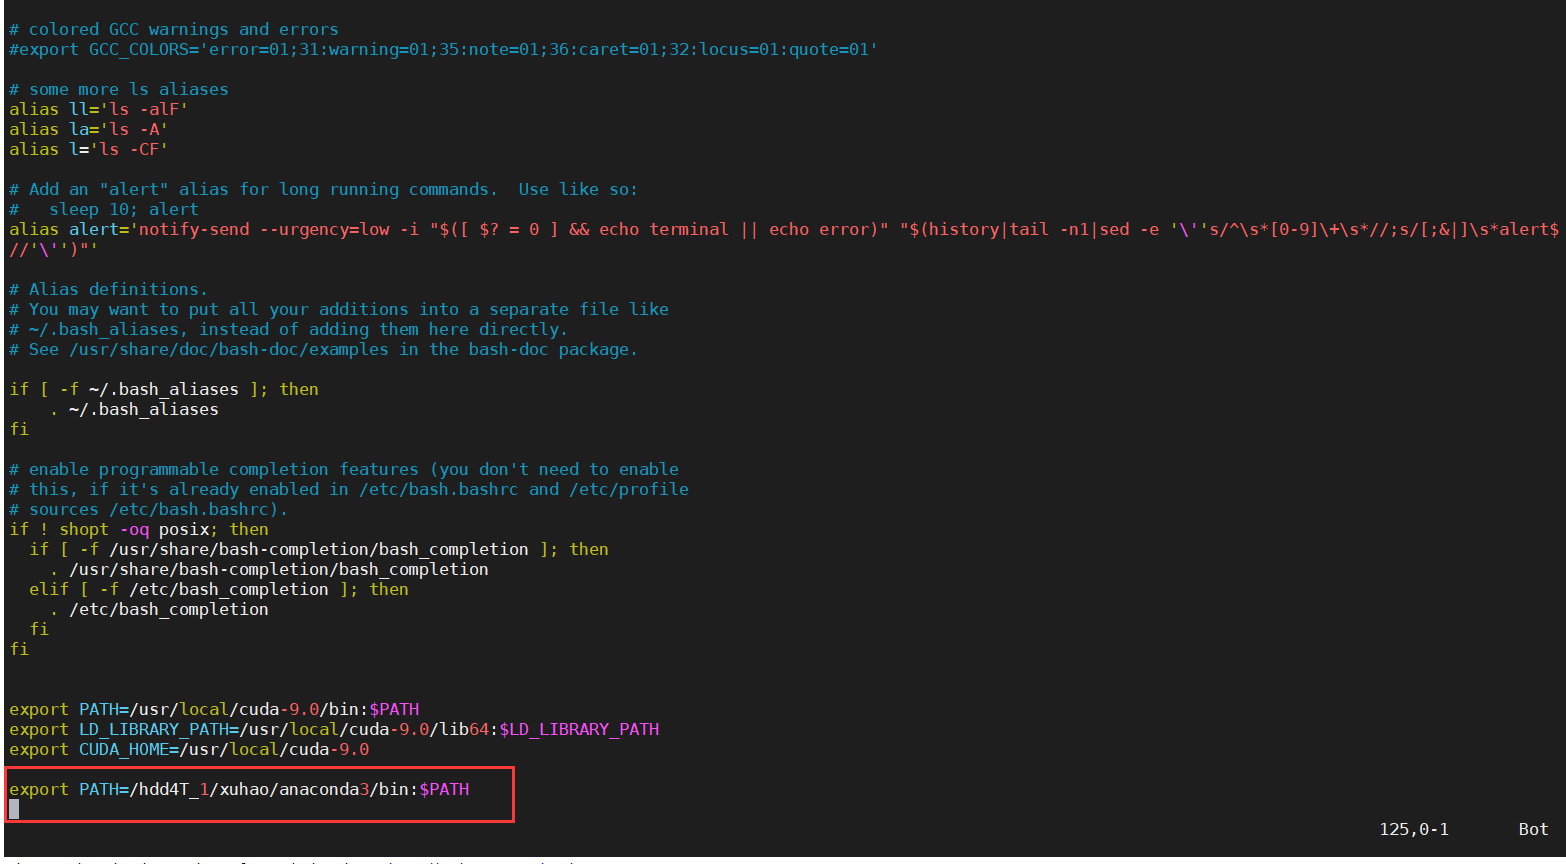 # colored GCC warnings and errors
#export GCC_COLORS='error=01;31:warning=01;35:note=01;36:caret=01;32:locus=01:quote=01'
# some more ls aliases
alias ll='ls -alF'
alias la='ls -A'
alias l='ls -CF'
# Add an "alert" alias for long running commands.  Use like so:
#   sleep 10; alert
alias alert='notify-send --urgency=low -i "$([ $? = 0 ] && echo terminal || echo error)" "$(history|tail -n1|sed -e '\''s/^\s*[0-9]\+\s*//;s/[;&|]\s*alert$
//'\'')"'
# Alias definitions.
# You may want to put all your additions into a separate file like
# ~/.bash_aliases, instead of adding them here directly.
# See /usr/share/doc/bash-doc/examples in the bash-doc package.
if [ -f ~/.bash_aliases ]; then
    . ~/.bash_aliases
fi
# enable programmable completion features (you don't need to enable
# this, if it's already enabled in /etc/bash.bashrc and /etc/profile
# sources /etc/bash.bashrc).
if ! shopt -oq posix; then
  if [ -f /usr/share/bash-completion/bash_completion ]; then
    . /usr/share/bash-completion/bash_completion
  elif [ -f /etc/bash_completion ]; then
    . /etc/bash_completion
  fi
fi
export PATH=/usr/local/cuda-9.0/bin:$PATH
export LD_LIBRARY_PATH=/usr/local/cuda-9.0/lib64:$LD_LIBRARY_PATH
export CUDA_HOME=/usr/local/cuda-9.0
export PATH=/hdd4T_1/xuhao/anaconda3/bin:$PATH
125,0-1 Bot